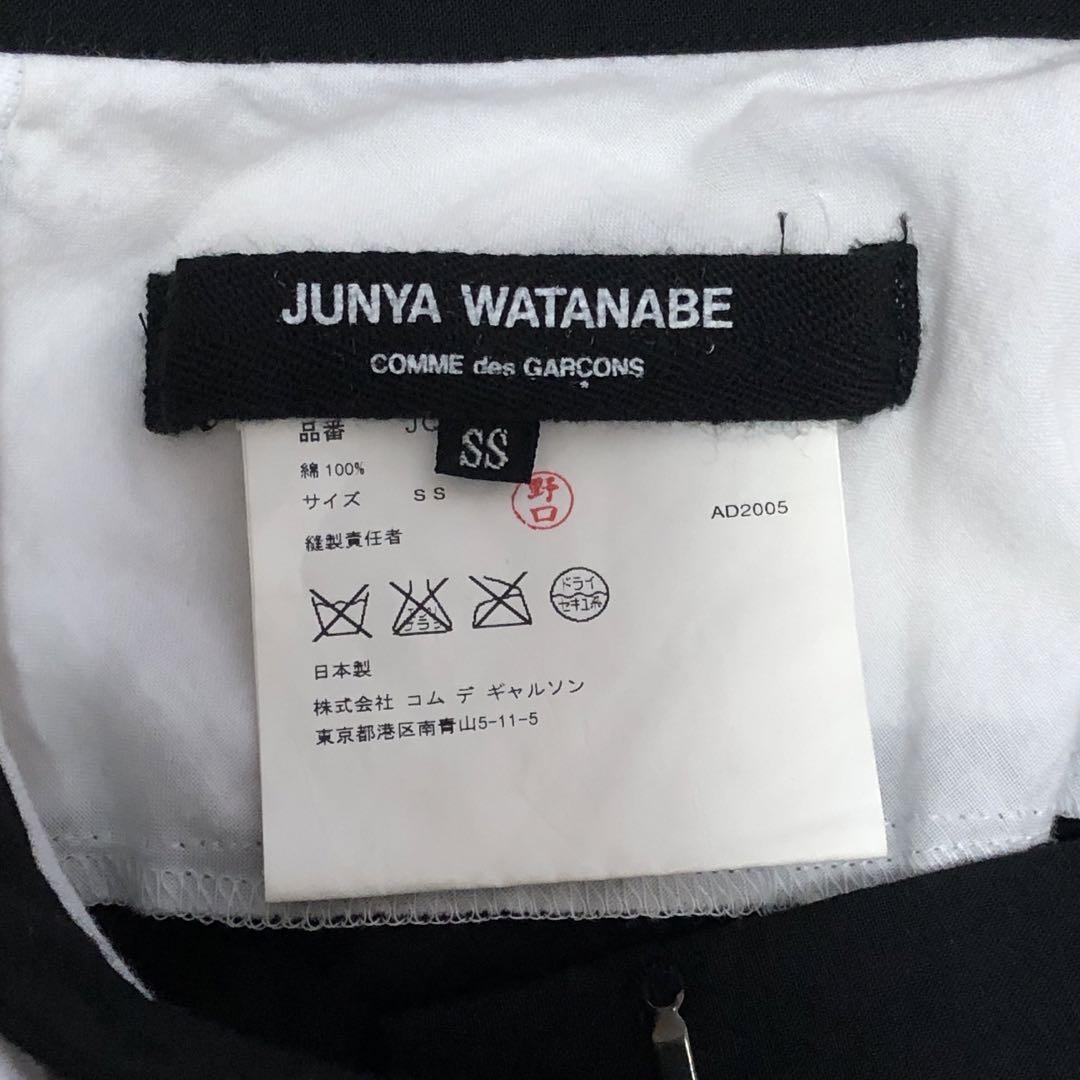 JUNYA WATANABE
COMME des GARÇONS
SS
品番
綿 100%
サイズ SS
野口
AD2005
縫製責任者
ドライ
セキユ系
日本製
株式会社 コム デ ギャルソン
東京都港区南青山5-11-5